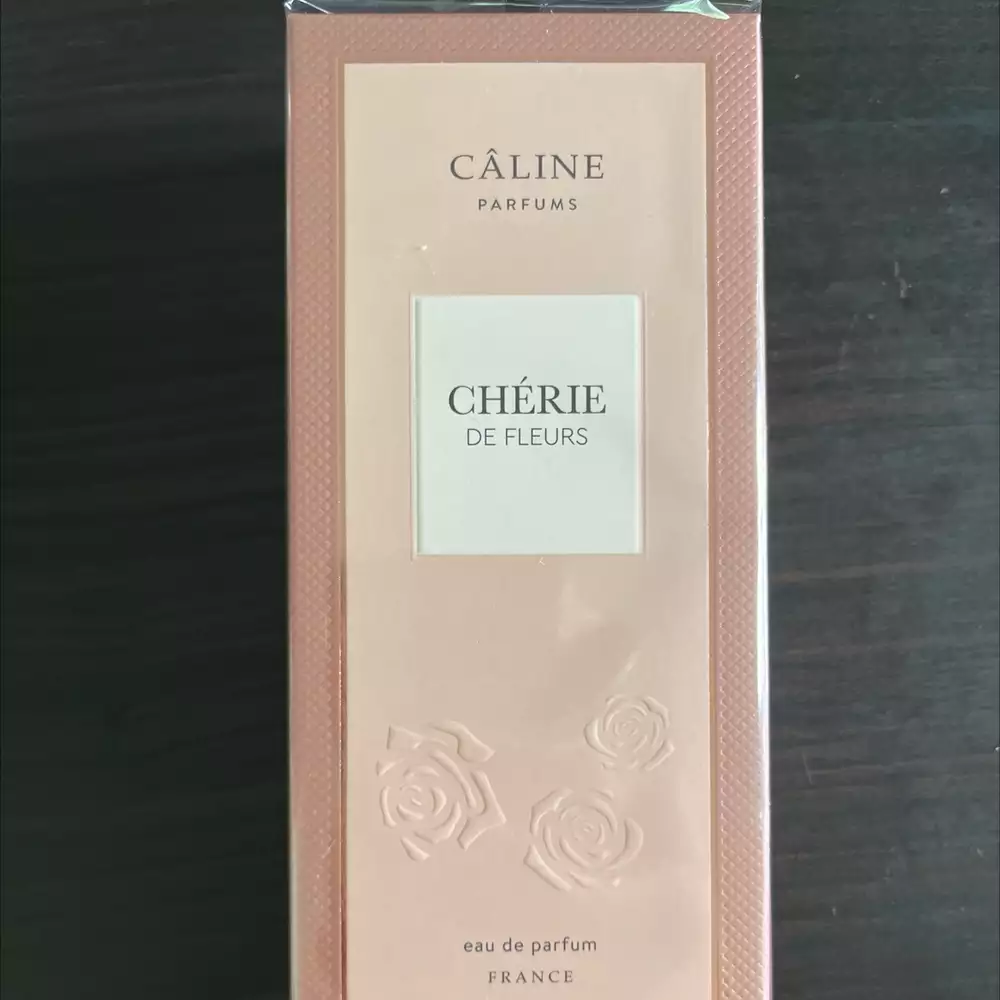 CÂLINE
PARFUMS
CHÉRIE
DE FLEURS
eau de parfum
FRANCE